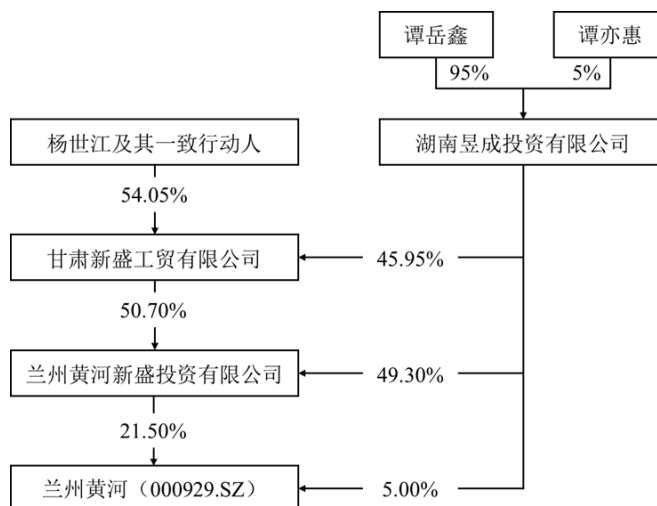 谭岳鑫
谭亦惠
95%
5%
杨世江及其一致行动人
湖南昱成投资有限公司
54.05%
甘肃新盛工贸有限公司
45.95%
50.70%
兰州黄河新盛投资有限公司
49.30%
21.50%
兰州黄河（000929.SZ）
5.00%